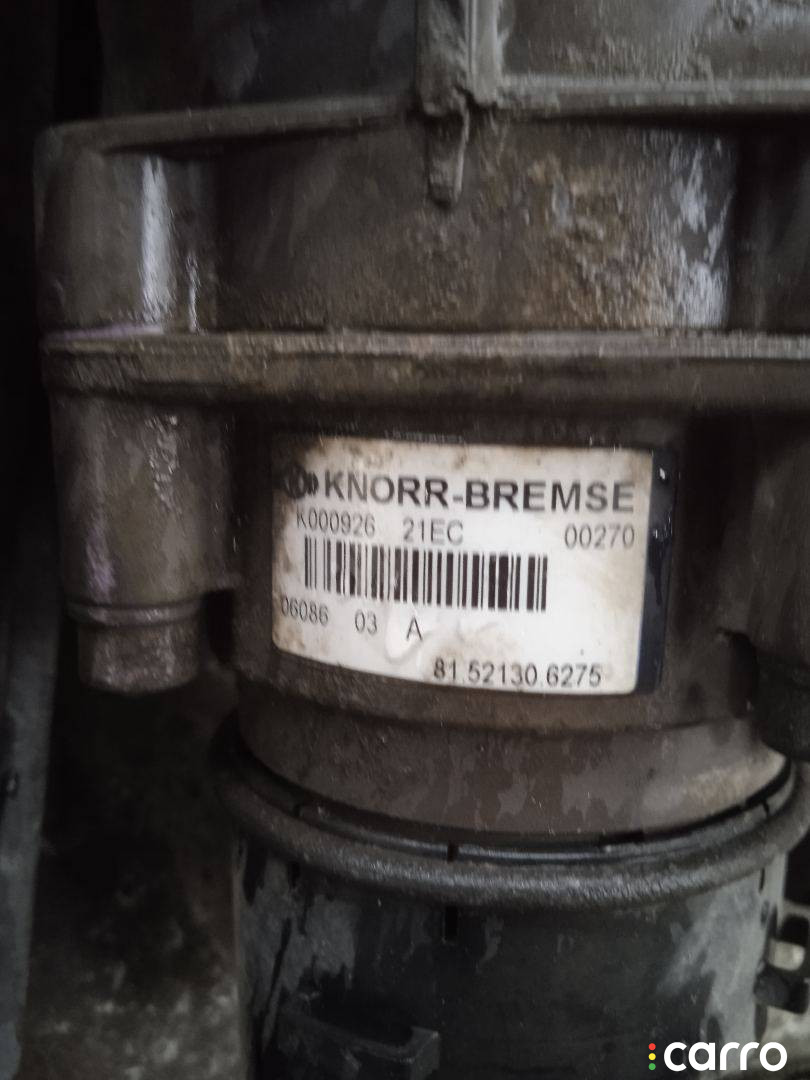 KNORR-BREMSE
K000926 21EC 00270
06086 03 A
81.52130.6275
carro